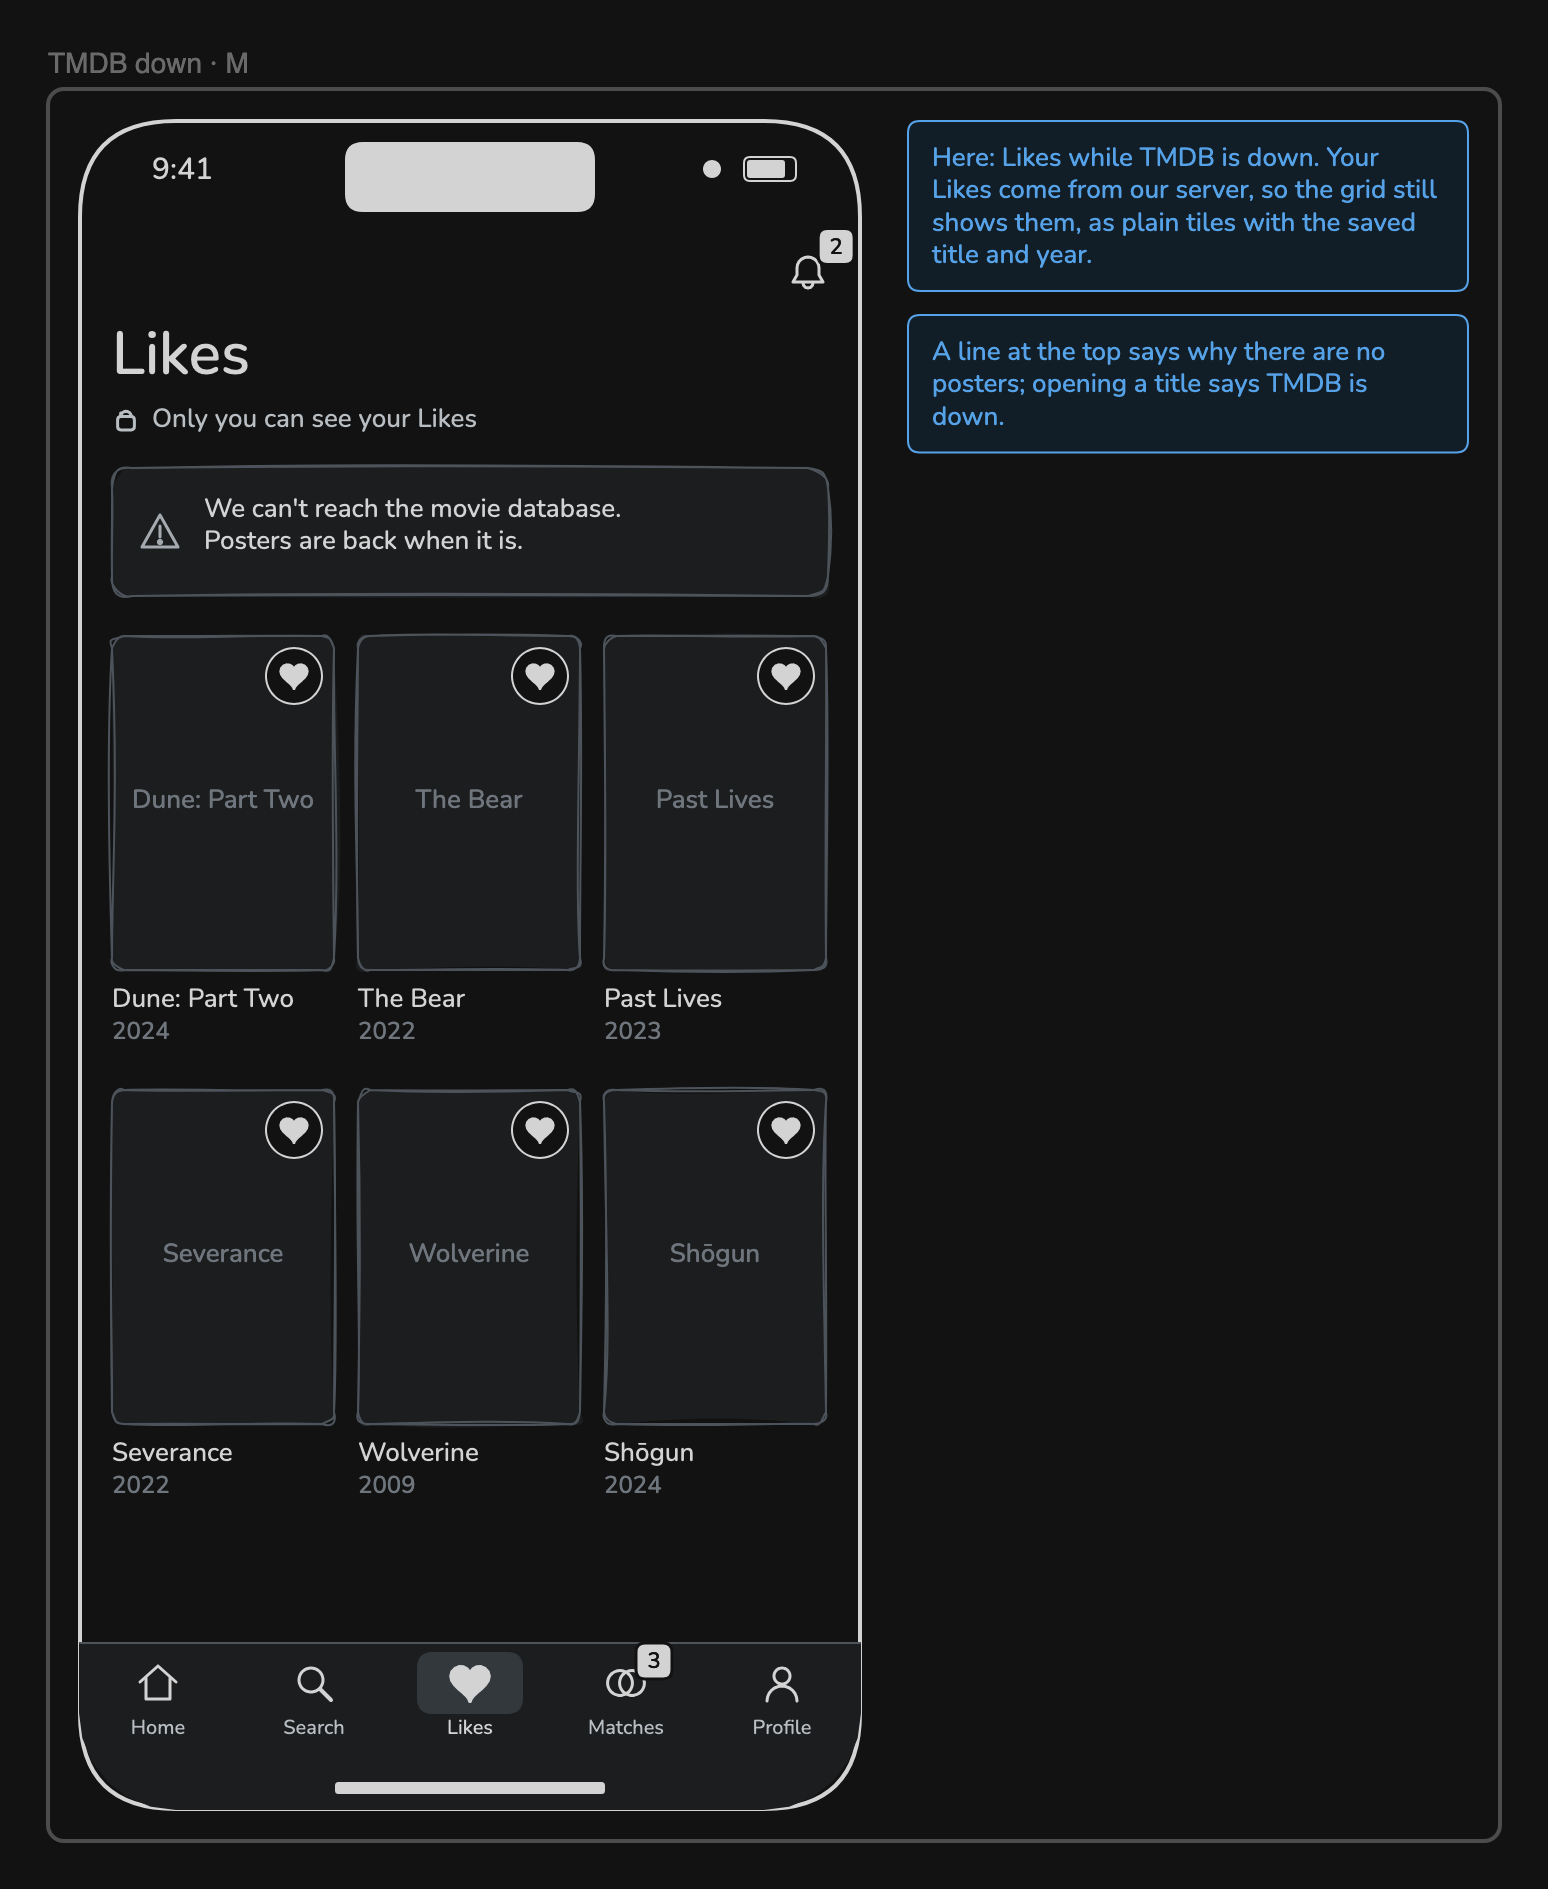 TMDB down · M
9:41
2
Likes
Only you can see your Likes
We can't reach the movie database.
Posters are back when it is.
Dune: Part Two
The Bear
Past Lives
Dune: Part Two
The Bear
Past Lives
2024
2022
2023
Severance
Wolverine
Shōgun
Severance
Wolverine
Shōgun
2022
2009
2024
3
Home
Search
Likes
Matches
Profile
Here: Likes while TMDB is down. Your
Likes come from our server, so the grid still
shows them, as plain tiles with the saved
title and year.
A line at the top says why there are no
posters; opening a title says TMDB is
down.